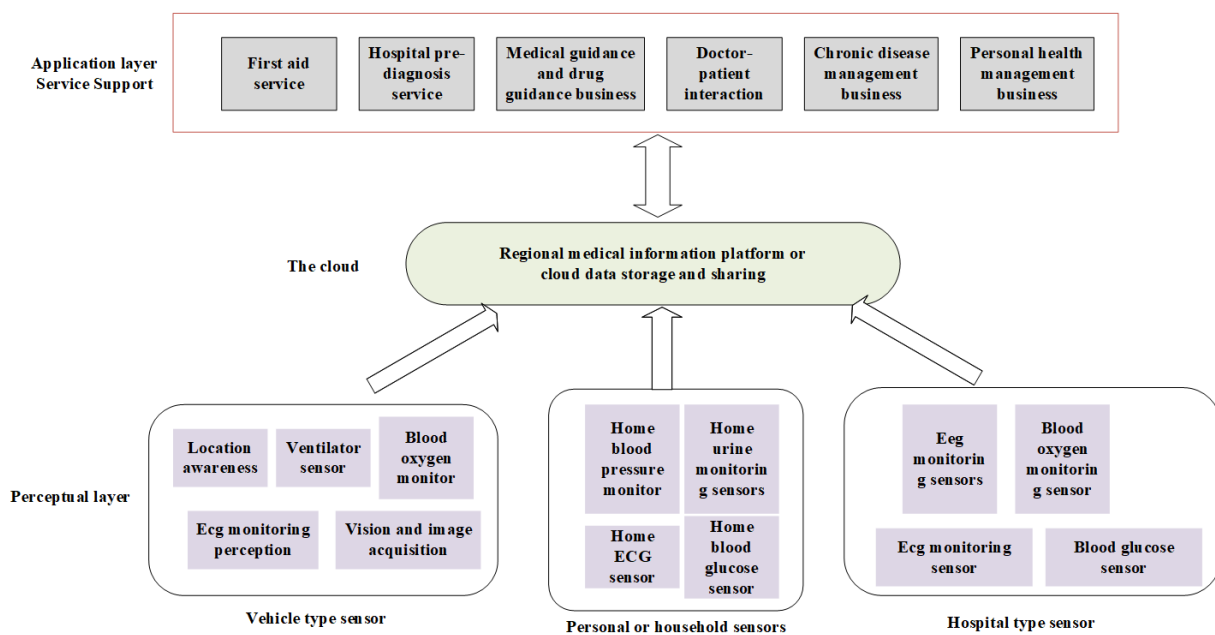 Application layer
Service Support
First aid
service
Hospital pre-
diagnosis
service
Medical guidance
and drug
guidance business
Doctor-
patient
interaction
Chronic disease
management
business
Personal health
management
business
The cloud
Regional medical information platform or
cloud data storage and sharing
Perceptual layer
Location
awareness
Ventilator
sensor
Blood
oxygen
monitor
Ecg monitoring
perception
Vision and image
acquisition
Vehicle type sensor
Home
blood
pressure
monitor
Home
urine
monitorin
g sensors
Home
ECG
sensor
Home
blood
glucose sensor
Personal or household sensors
Eeg
monitorin
g sensors
Blood
oxygen
monitorin
g sensor
Ecg monitoring
sensor
Blood glucose
sensor
Hospital type sensor